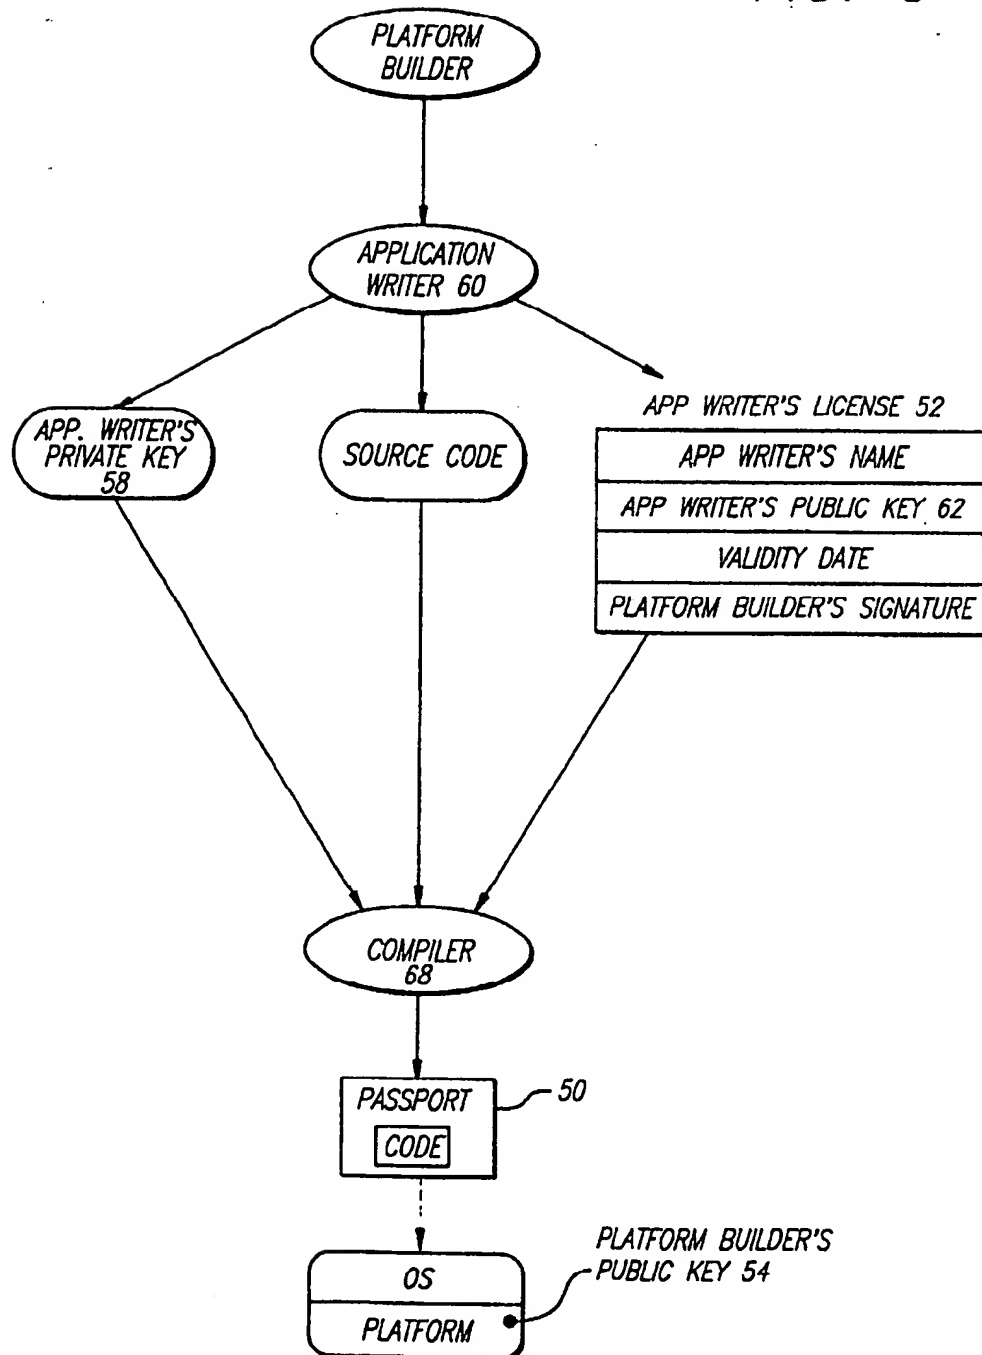 PLATFORM
BUILDER
APPLICATION
WRITER 60
APP. WRITER'S
PRIVATE KEY
58
SOURCE CODE
APP WRITER'S LICENSE 52
APP WRITER'S NAME
APP WRITER'S PUBLIC KEY 62
VALIDITY DATE
PLATFORM BUILDER'S SIGNATURE
COMPILER
68
PASSPORT
50
CODE
PLATFORM BUILDER'S
PUBLIC KEY 54
OS
PLATFORM